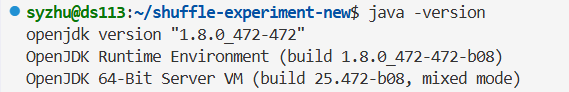 syzhu@ds113:~/shuffle-experiment-new$ java -version
openjdk version "1.8.0_472-472"
OpenJDK Runtime Environment (build 1.8.0_472-472-b08)
OpenJDK 64-Bit Server VM (build 25.472-b08, mixed mode)